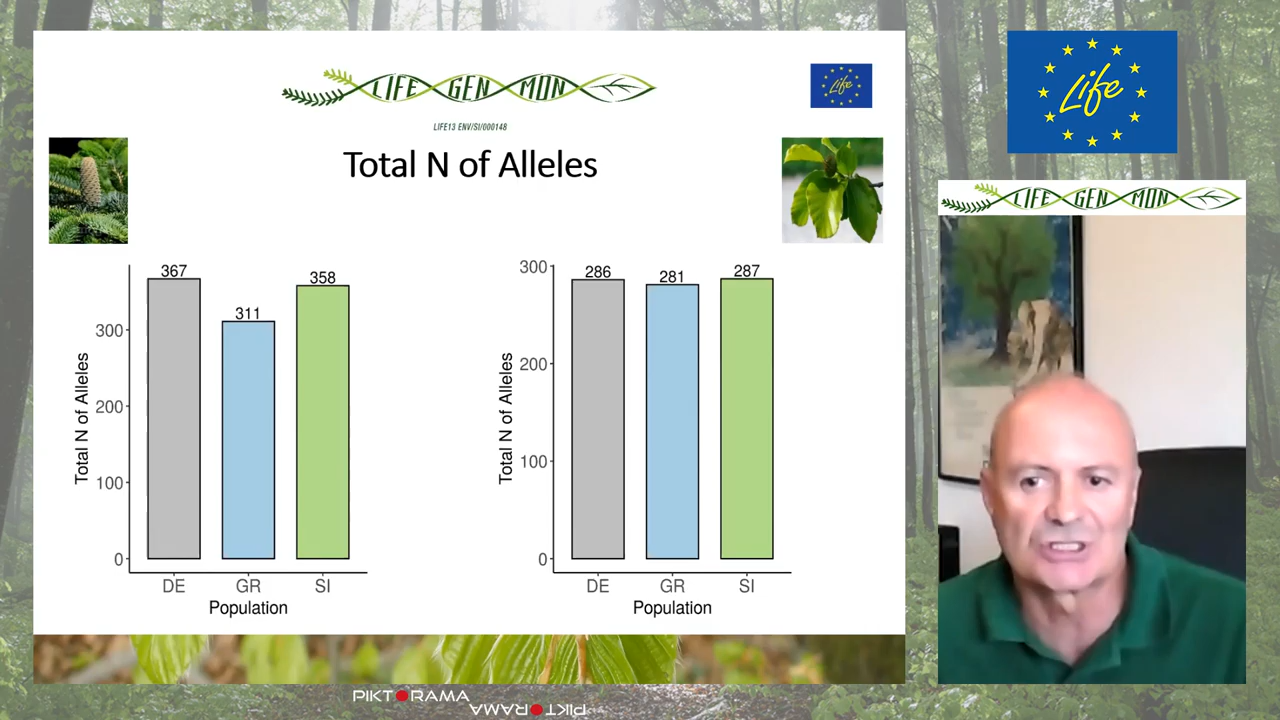 LIFE GEN MON
LIFE13 ENV/SI/000148
Total N of Alleles
367
311
358
300
200
100
0
Total N of Alleles
DE
GR
SI
Population
286
281
287
300
200
100
0
Total N of Alleles
DE
GR
SI
Population
Life
Life
LIFE GEN MON
PIKTORAMA
PIKTORAMA